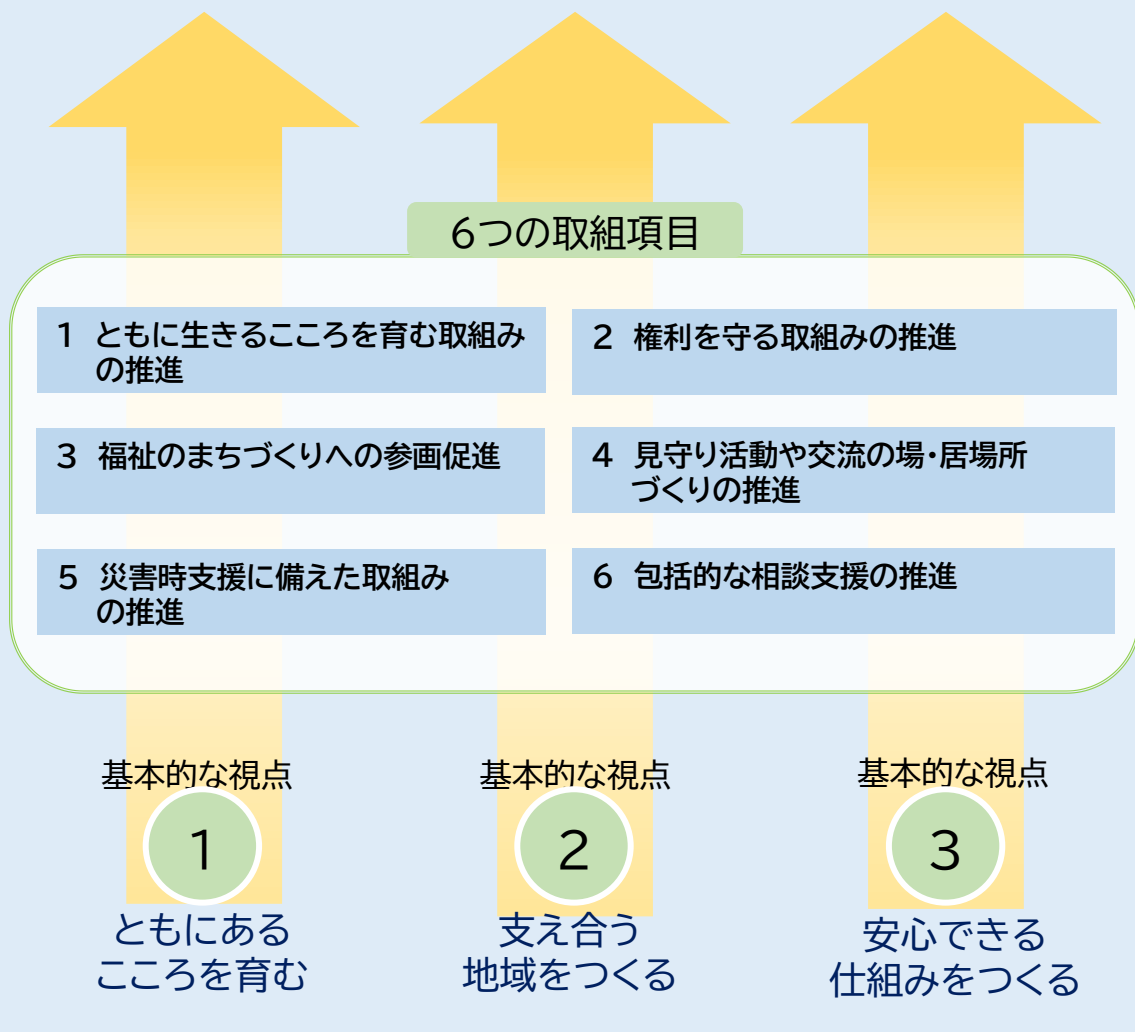 6つの取組項目
1 ともに生きるこころを育む取組み
の推進
2 権利を守る取組みの推進
3 福祉のまちづくりへの参画促進
4 見守り活動や交流の場・居場所
づくりの推進
5 災害時支援に備えた取組み
の推進
6 包括的な相談支援の推進
基本的な視点
1
ともにある
こころを育む
基本的な視点
2
支え合う
地域をつくる
基本的な視点
3
安心できる
仕組みをつくる